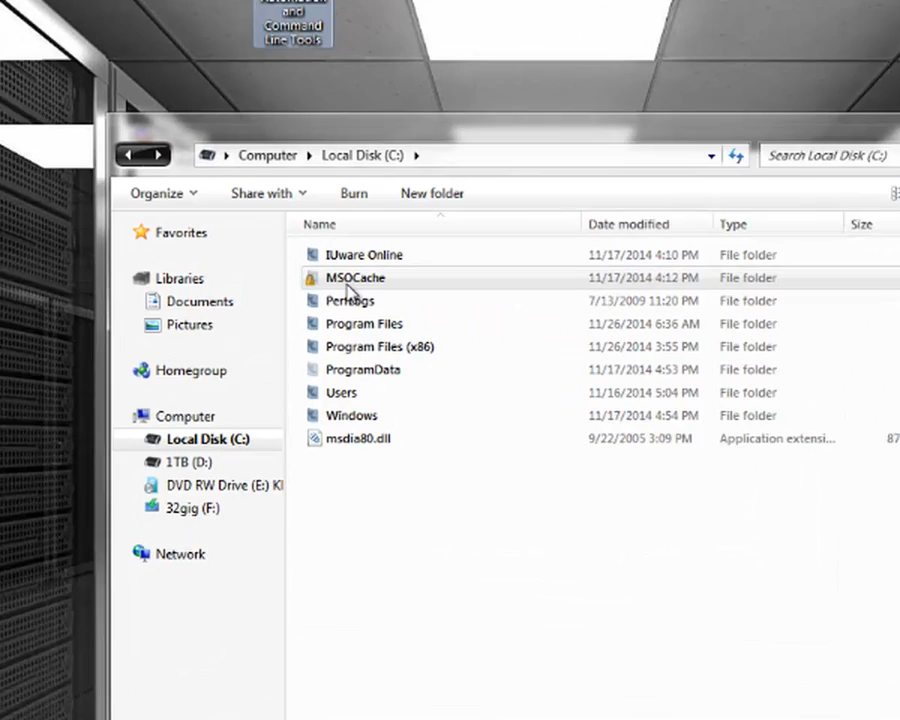 Automation
and
Command
Line Tools
Computer Local Disk (C:)
Search Local Disk (C:)
Organize Share with Burn New folder
Name Date modified Type Size
Favorites
Libraries
Documents
Pictures
Homegroup
Computer
Local Disk (C:)
1TB (D:)
DVD RW Drive (E:) KI
32gig (F:)
Network
IUware Online 11/17/2014 4:10 PM File folder
MSOCache 11/17/2014 4:12 PM File folder
PerfLogs 7/13/2009 11:20 PM File folder
Program Files 11/26/2014 6:36 AM File folder
Program Files (x86) 11/26/2014 3:55 PM File folder
ProgramData 11/17/2014 4:53 PM File folder
Users 11/16/2014 5:04 PM File folder
Windows 11/17/2014 4:54 PM File folder
msdia80.dll 9/22/2005 3:09 PM Application extensi... 87